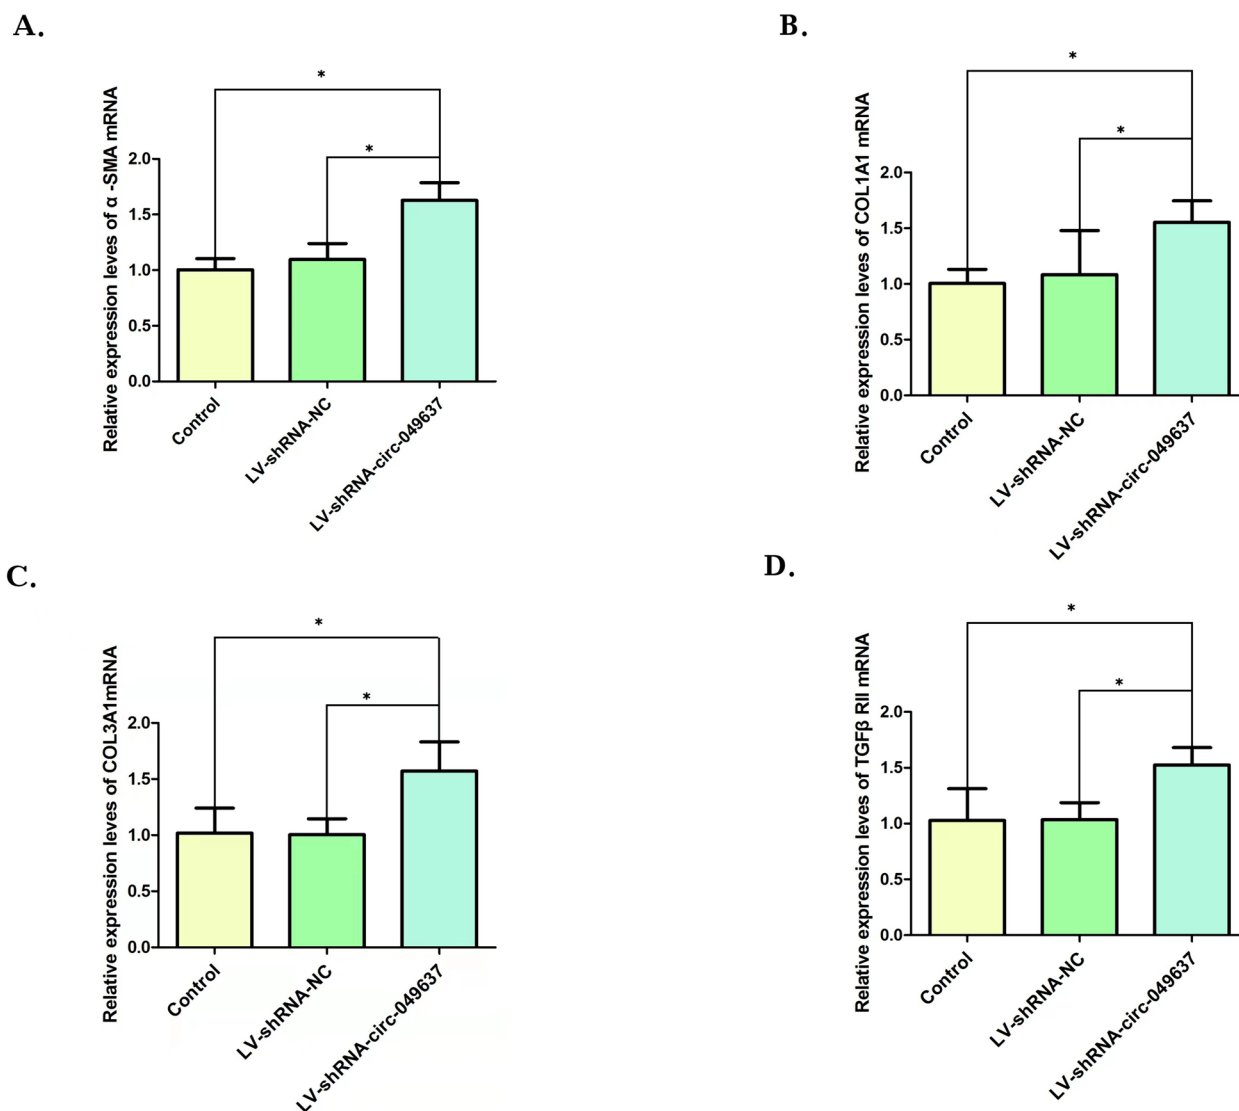 A.
Relative expression leves of α -SMA mRNA
2.0
1.5
1.0
0.5
0.0
*
*
Control
LV-shRNA-NC
LV-shRNA-circ-049637
B.
Relative expression leves of COL1A1 mRNA
2.0
1.5
1.0
0.5
0.0
*
*
Control
LV-shRNA-NC
LV-shRNA-circ-049637
C.
Relative expression leves of COL3A1mRNA
2.0
1.5
1.0
0.5
0.0
*
*
Control
LV-shRNA-NC
LV-shRNA-circ-049637
D.
Relative expression leves of TGFβ RII mRNA
2.0
1.5
1.0
0.5
0.0
*
*
Control
LV-shRNA-NC
LV-shRNA-circ-049637